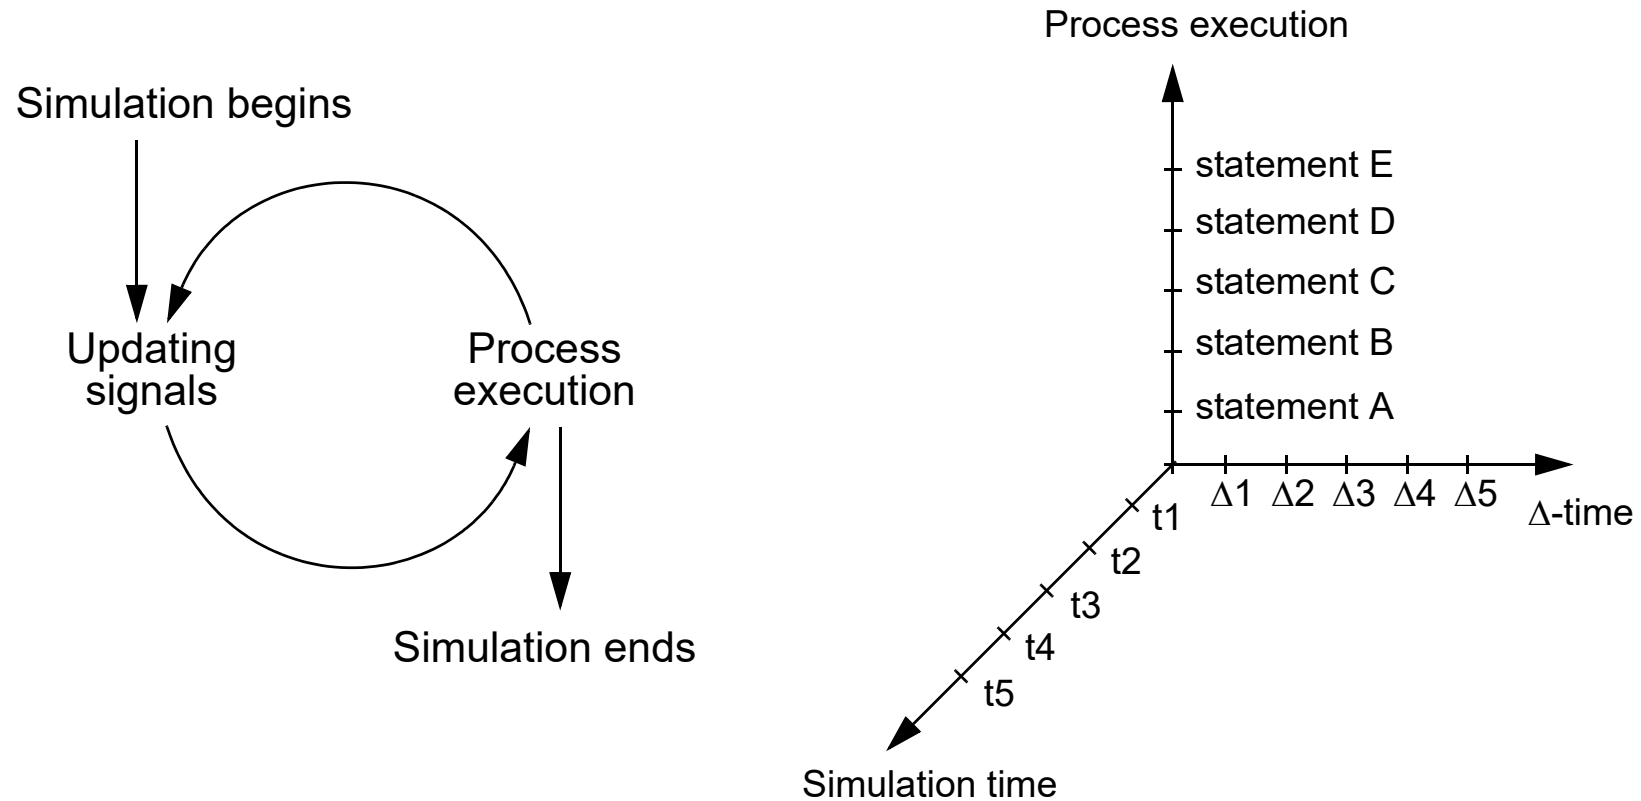 Simulation begins
Updating
signals
Process
execution
Simulation ends
Process execution
statement E
statement D
statement C
statement B
statement A
Δ1 Δ2 Δ3 Δ4 Δ5
Δ-time
t1
t2
t3
t4
t5
Simulation time